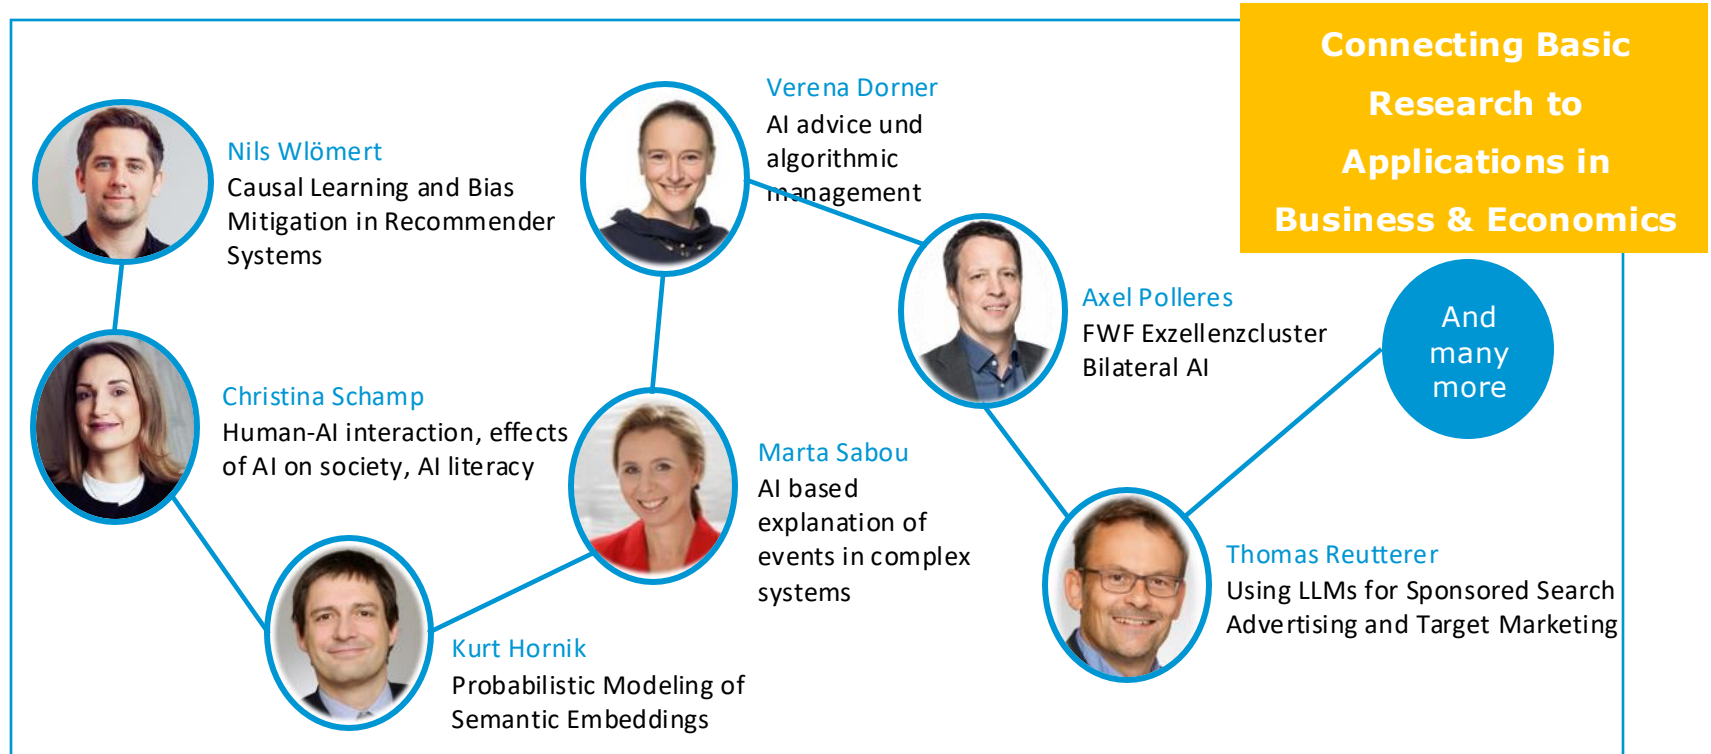 Connecting Basic
Research to
Applications in
Business & Economics
Nils Wlömert
Causal Learning and Bias
Mitigation in Recommender
Systems
Verena Dorner
AI advice und
algorithmic
management
Axel Polleres
FWF Exzellenzcluster
Bilateral AI
And
many
more
Christina Schamp
Human-AI interaction, effects
of AI on society, AI literacy
Marta Sabou
AI based
explanation of
events in complex
systems
Thomas Reutterer
Using LLMs for Sponsored Search
Advertising and Target Marketing
Kurt Hornik
Probabilistic Modeling of
Semantic Embeddings